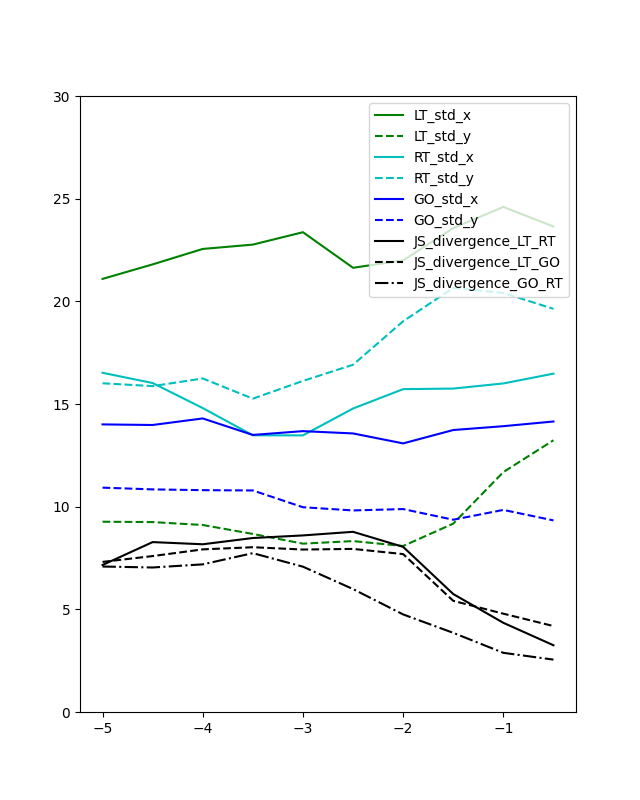 30
25
20
15
10
5
0
LT_std_x
LT_std_y
RT_std_x
RT_std_y
GO_std_x
GO_std_y
JS_divergence_LT_RT
JS_divergence_LT_GO
JS_divergence_GO_RT
−5 −4 −3 −2 −1